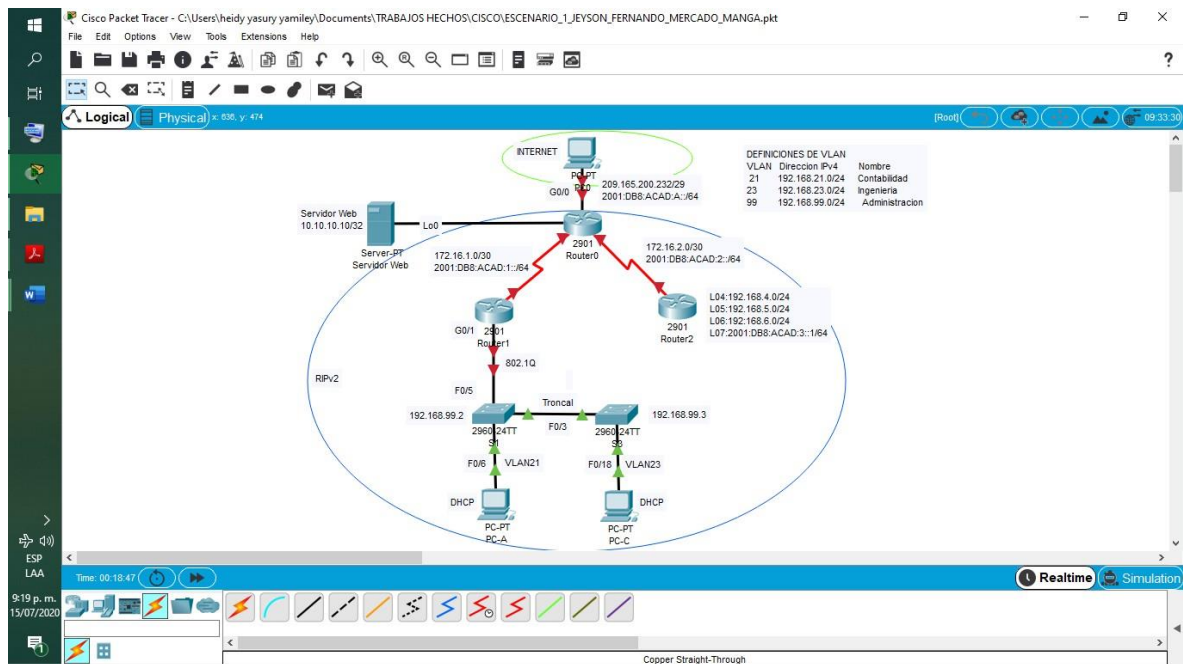 Cisco Packet Tracer - C:\Users\heidy yasury yamiley\Documents\TRABAJOS HECHOS\CISCO\ESCENARIO_1_JEYSON_FERNANDO_MERCADO_MANGA.pkt
File Edit Options View Tools Extensions Help
Logical
Physical x: 636, y: 474
[Root]
09:33:30
INTERNET
PC-PT
PC0
G0/0
209.165.200.232/29
2001:DB8:ACAD:A::/64
DEFINICIONES DE VLAN
VLAN Direccion IPv4 Nombre
21 192.168.21.0/24 Contabilidad
23 192.168.23.0/24 Ingenieria
99 192.168.99.0/24 Administracion
Servidor Web
10.10.10.10/32
Lo0
Server-PT
Servidor Web
2901
Router0
172.16.1.0/30
2001:DB8:ACAD:1::/64
172.16.2.0/30
2001:DB8:ACAD:2::/64
L04:192.168.4.0/24
L05:192.168.5.0/24
L06:192:168.6.0/24
L07:2001:DB8:ACAD:3::1/64
2901
Router2
G0/1
2901
Router1
802.1Q
RIPv2
F0/5
Troncal
192.168.99.2
192.168.99.3
F0/3
2960-24TT
S1
2960-24TT
S3
F0/6
VLAN21
F0/18
VLAN23
DHCP
DHCP
PC-PT
PC-A
PC-PT
PC-C
ESP
LAA
9:19 p. m.
15/07/2020
Time: 00:18:47
Realtime
Simulation
Copper Straight-Through